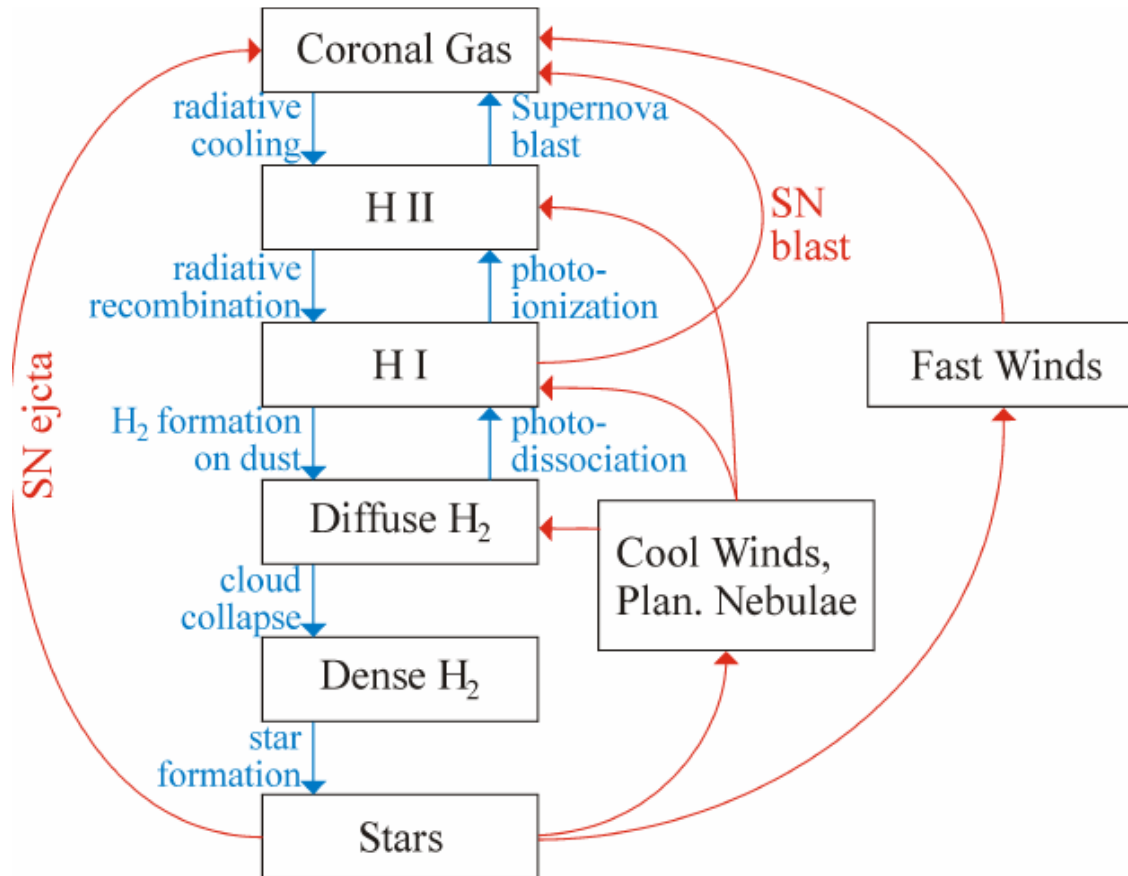 Coronal Gas
radiative
cooling
Supernova
blast
H II
SN
blast
radiative
recombination
photo-
ionization
H I
Fast Winds
SN ejcta
H₂ formation
on dust
photo-
dissociation
Diffuse H₂
Cool Winds,
Plan. Nebulae
cloud
collapse
Dense H₂
star
formation
Stars